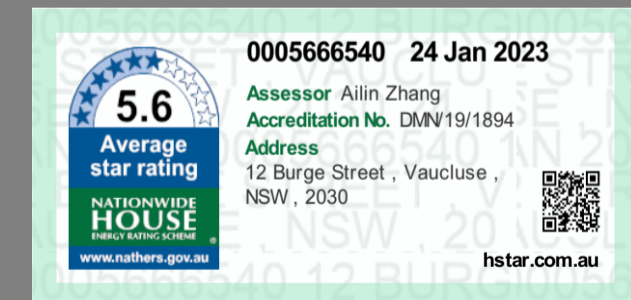 0005666540 24 Jan 2023
5.6
Average
star rating
NATIONWIDE
HOUSE
ENERGY RATING SCHEME
www.nathers.gov.au
Assessor Ailin Zhang
Accreditation No. DMN/19/1894
Address
12 Burge Street , Vaucluse ,
NSW , 2030
hstar.com.au